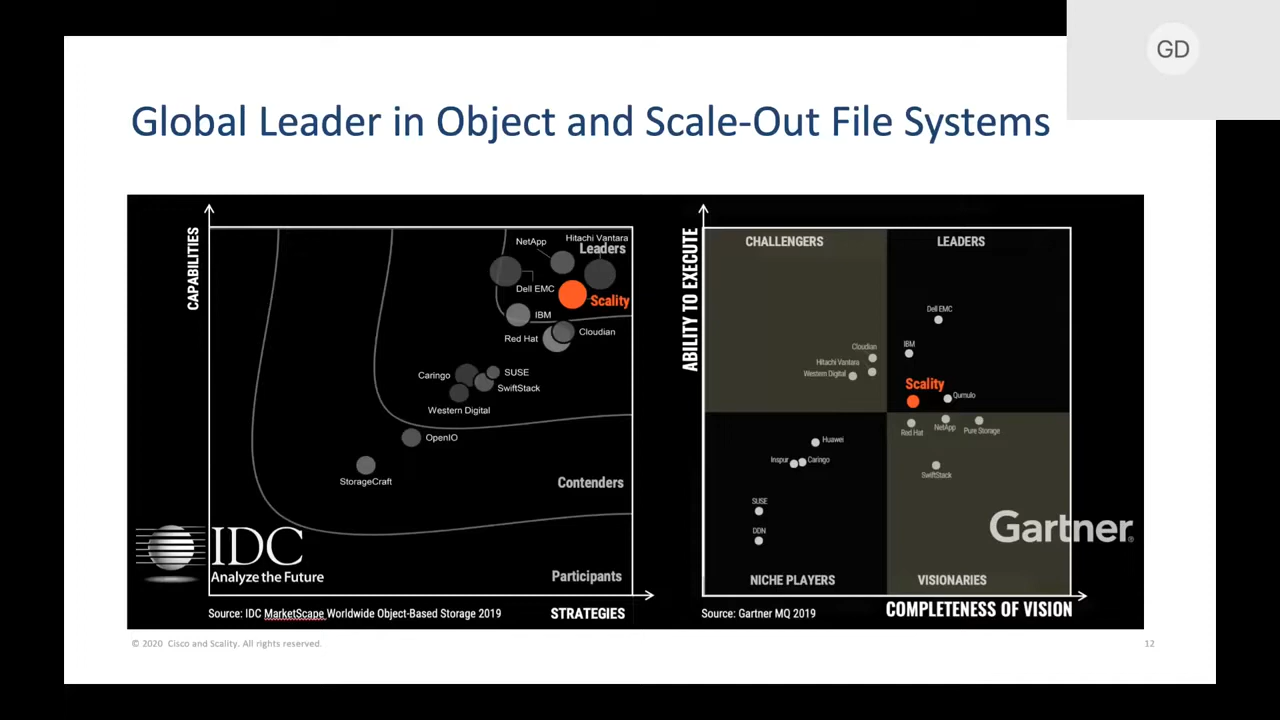 GD
Global Leader in Object and Scale-Out File Systems
CAPABILITIES
NetApp
Hitachi Vantara
Leaders
Dell EMC
Scality
IBM
Cloudian
Red Hat
Caringo
SUSE
SwiftStack
Western Digital
OpenIO
StorageCraft
Contenders
IDC
Analyze the Future
Participants
Source: IDC MarketScape Worldwide Object-Based Storage 2019
STRATEGIES
ABILITY TO EXECUTE
CHALLENGERS
LEADERS
Dell EMC
IBM
Cloudian
Hitachi Vantara
Western Digital
Scality
Qumulo
Red Hat
NetApp
Pure Storage
Huawei
Inspur
Caringo
SwiftStack
SUSE
DDN
Gartner®
NICHE PLAYERS
VISIONARIES
Source: Gartner MQ 2019
COMPLETENESS OF VISION
© 2020 Cisco and Scality. All rights reserved.
12